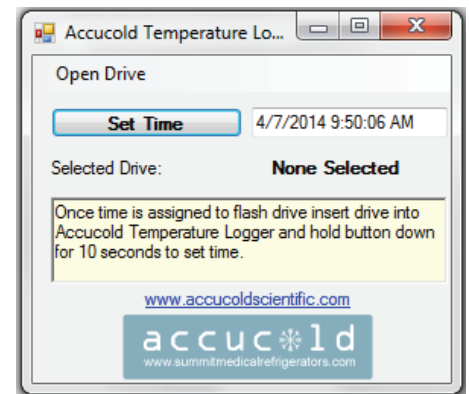 Accucold Temperature Lo...
Open Drive
Set Time 4/7/2014 9:50:06 AM
Selected Drive: None Selected
Once time is assigned to flash drive insert drive into
Accucold Temperature Logger and hold button down
for 10 seconds to set time.
www.accucoldscientific.com
accucold
www.summitmedicalrefrigerators.com